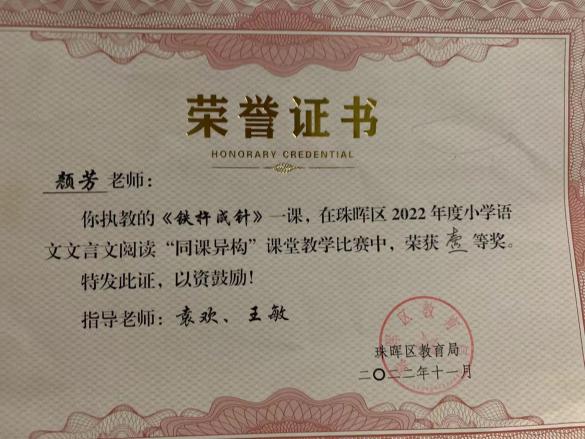 荣誉证书
HONORARY CREDENTIAL
颜芳老师：
你执教的《铁杵成针》一课，在珠晖区2022年度小学语
文文言文阅读“同课异构”课堂教学比赛中，荣获壹等奖。
特发此证，以资鼓励！
指导老师：袁欢、王敏
珠晖区教育局
二〇二二年十一月